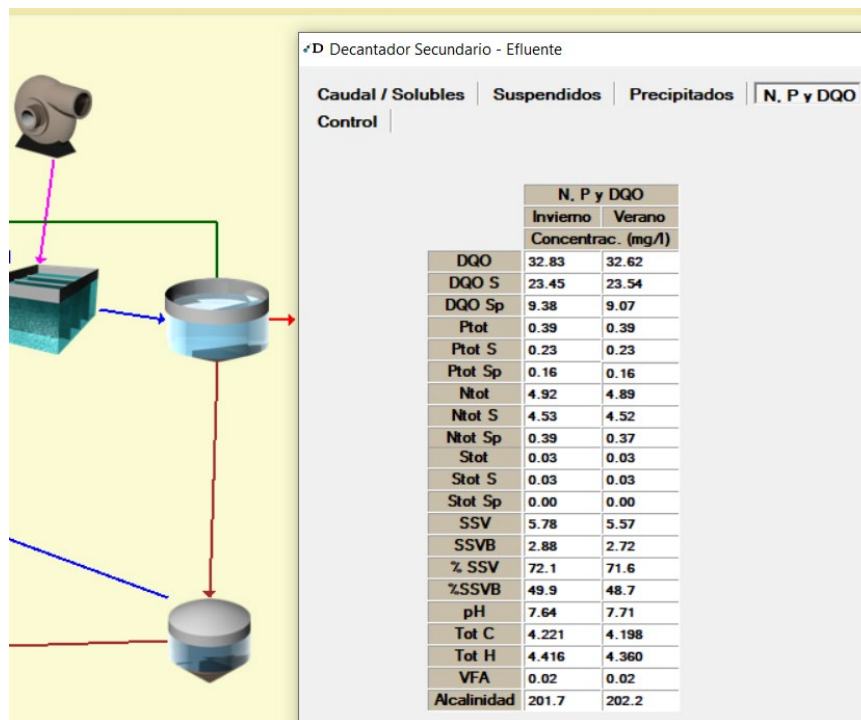 D Decantador Secundario - Efluente
Caudal / Solubles Suspendidos Precipitados N, P y DQO
Control
N, P y DQO
Invierno Verano
Concentrac. (mg/l)
DQO 32.83 32.62
DQO S 23.45 23.54
DQO Sp 9.38 9.07
Ptot 0.39 0.39
Ptot S 0.23 0.23
Ptot Sp 0.16 0.16
Ntot 4.92 4.89
Ntot S 4.53 4.52
Ntot Sp 0.39 0.37
Stot 0.03 0.03
Stot S 0.03 0.03
Stot Sp 0.00 0.00
SSV 5.78 5.57
SSVB 2.88 2.72
% SSV 72.1 71.6
%SSVB 49.9 48.7
pH 7.64 7.71
Tot C 4.221 4.198
Tot H 4.416 4.360
VFA 0.02 0.02
Alcalinidad 201.7 202.2